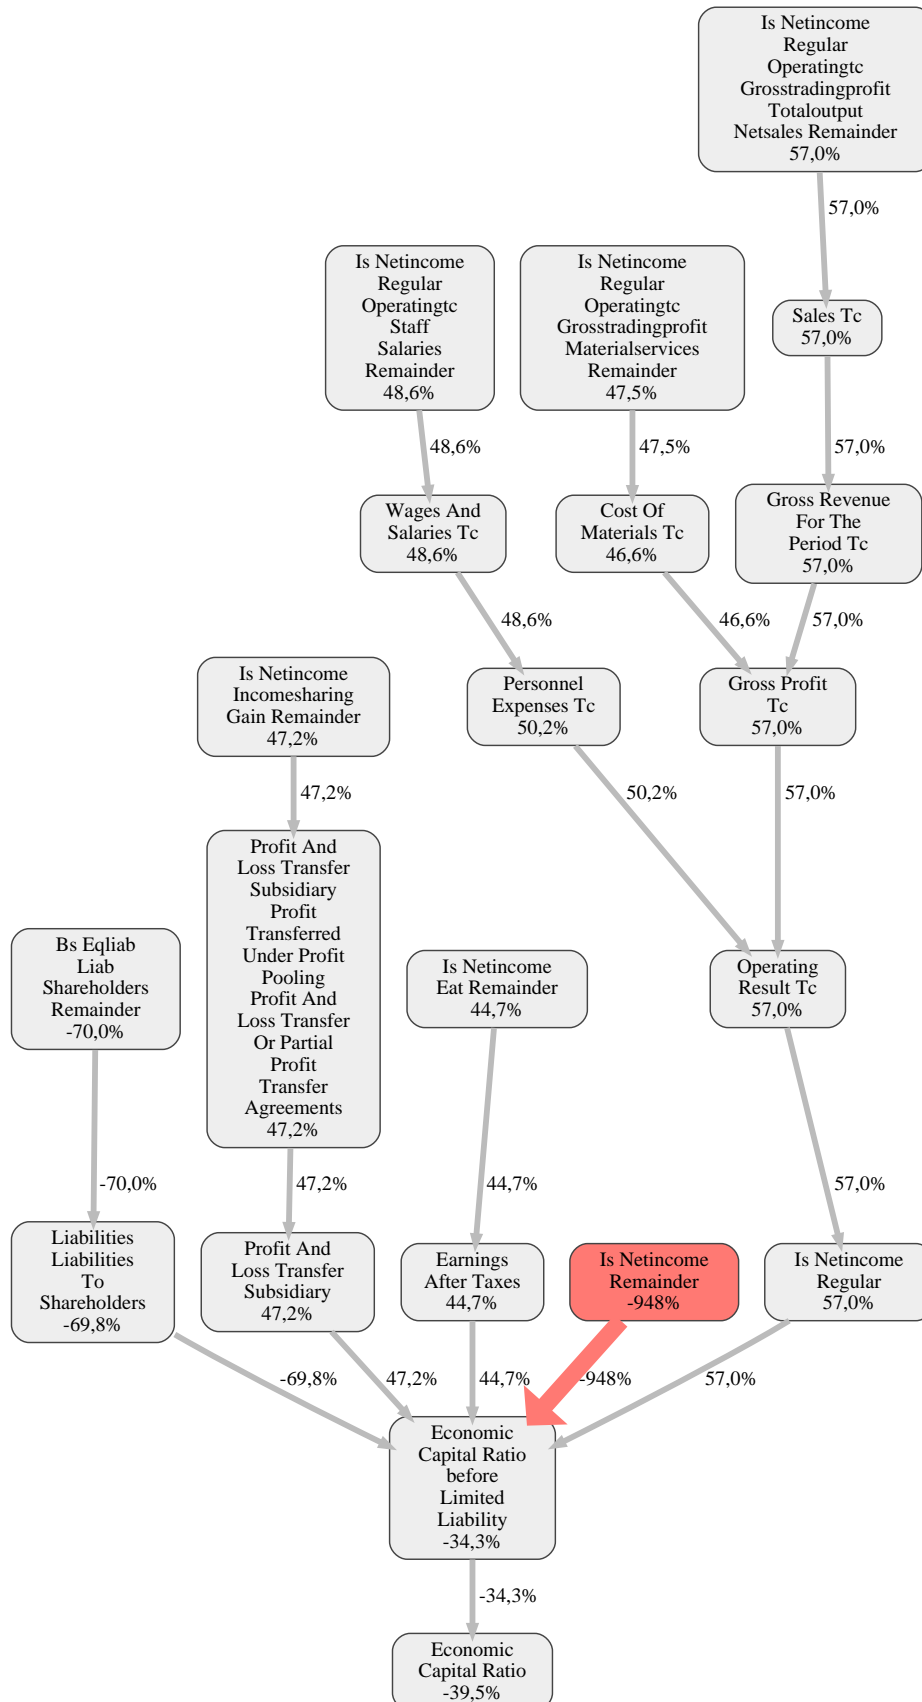 Is Netincome
Regular
Operatingtc
Grosstradingprofit
Totaloutput
Netsales Remainder
57,0%
57,0%
Is Netincome
Regular
Operatingtc
Staff
Salaries
Remainder
48,6%
Is Netincome
Regular
Operatingtc
Grosstradingprofit
Materialservices
Remainder
47,5%
Sales Tc
57,0%
48,6%
47,5%
57,0%
Wages And
Salaries Tc
48,6%
Cost Of
Materials Tc
46,6%
Gross Revenue
For The
Period Tc
57,0%
48,6%
46,6%
57,0%
Is Netincome
Incomesharing
Gain Remainder
47,2%
Personnel
Expenses Tc
50,2%
Gross Profit
Tc
57,0%
47,2%
50,2%
57,0%
Profit And
Loss Transfer
Subsidiary
Profit
Transferred
Under Profit
Pooling
Profit And
Loss Transfer
Or Partial
Profit
Transfer
Agreements
47,2%
Bs Eqliab
Liab
Shareholders
Remainder
-70,0%
Is Netincome
Eat Remainder
44,7%
Operating
Result Tc
57,0%
-70,0%
47,2%
44,7%
57,0%
Liabilities
Liabilities
To
Shareholders
-69,8%
Profit And
Loss Transfer
Subsidiary
47,2%
Earnings
After Taxes
44,7%
Is Netincome
Remainder
-948%
Is Netincome
Regular
57,0%
-69,8%
47,2%
44,7%
-948%
57,0%
Economic
Capital Ratio
before
Limited
Liability
-34,3%
-34,3%
Economic
Capital Ratio
-39,5%